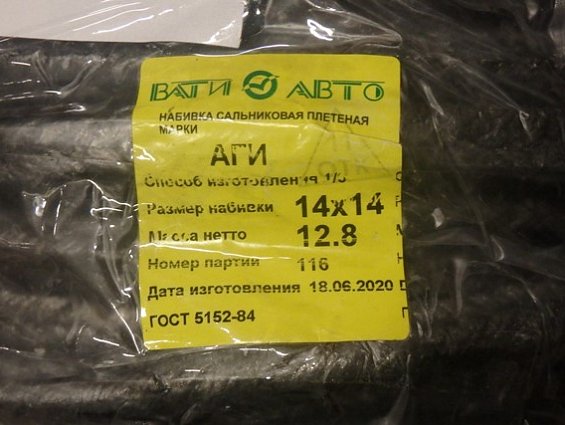 ВАТИ АВТО
НАБИВКА САЛЬНИКОВАЯ ПЛЕТЕНАЯ
МАРКИ
АГИ
Способ изготовления
Размер набивки 14х14
Масса нетто 12.8
Номер партии 116
Дата изготовления 18.06.2020
ГОСТ 5152-84